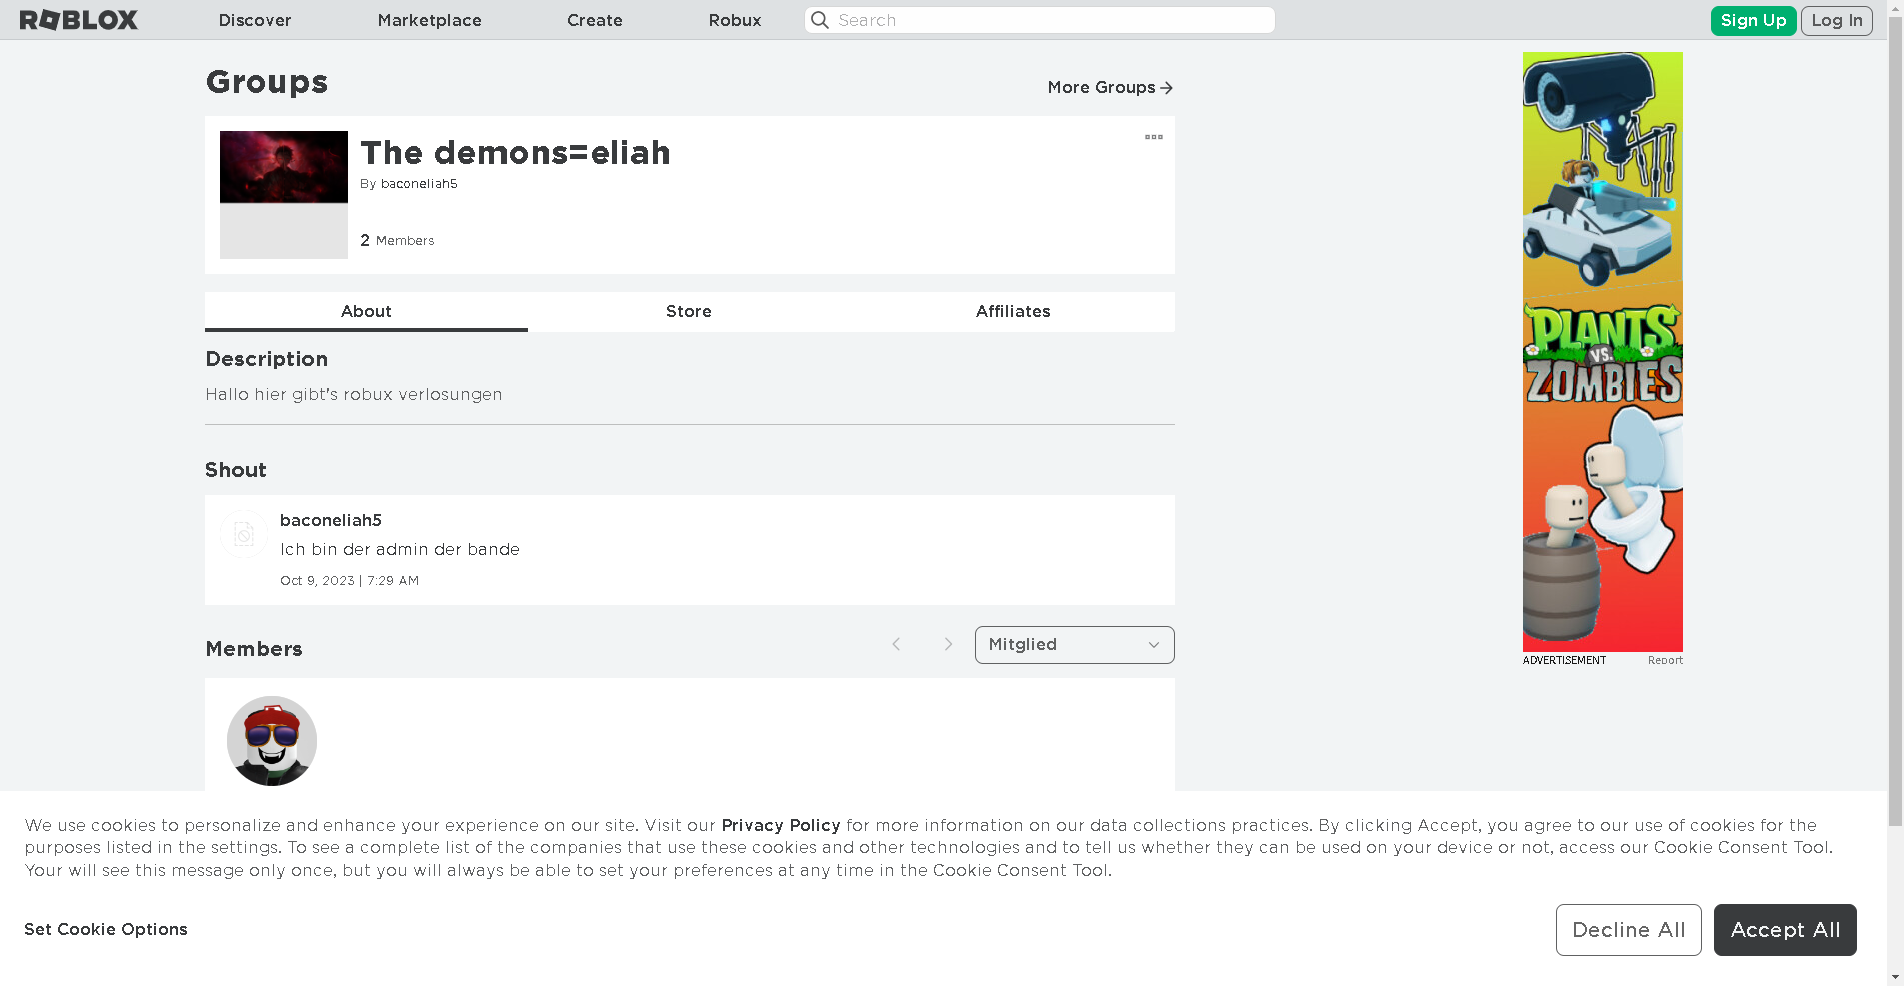 ROBLOX
Discover
Marketplace
Create
Robux
Search
Sign Up
Log In
Groups
More Groups
The demons=eliah
By baconeliah5
2 Members
About
Store
Affiliates
Description
Hallo hier gibt's robux verlosungen
Shout
baconeliah5
Ich bin der admin der bande
Oct 9, 2023 | 7:29 AM
Members
Mitglied
PLANTS
VS.
ZOMBIES
ADVERTISEMENT
Report
We use cookies to personalize and enhance your experience on our site. Visit our Privacy Policy for more information on our data collections practices. By clicking Accept, you agree to our use of cookies for the
purposes listed in the settings. To see a complete list of the companies that use these cookies and other technologies and to tell us whether they can be used on your device or not, access our Cookie Consent Tool.
Your will see this message only once, but you will always be able to set your preferences at any time in the Cookie Consent Tool.
Set Cookie Options
Decline All
Accept All